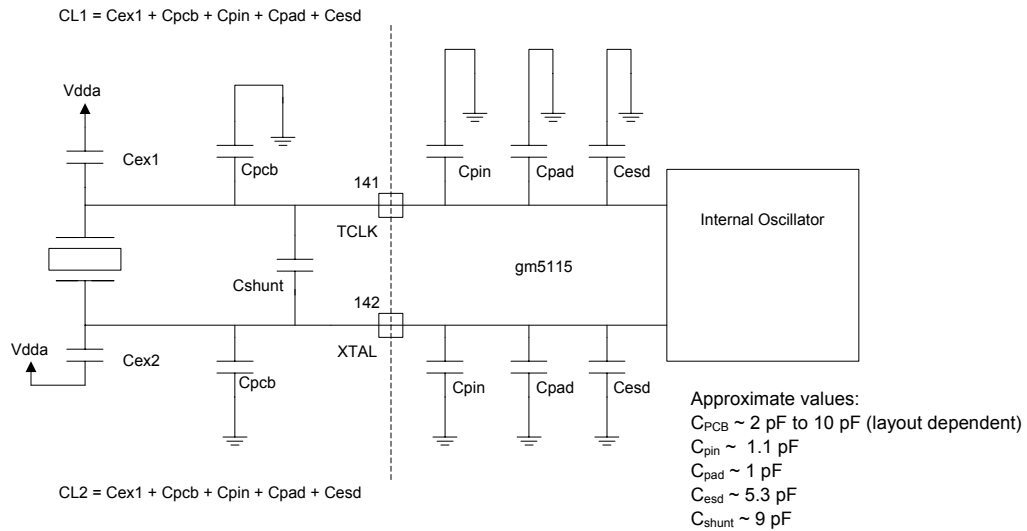 CL1 = Cex1 + Cpcb + Cpin + Cpad + Cesd
Vdda
Cex1
Cpcb
Cpin
Cpad
Cesd
141
TCLK
Internal Oscillator
gm5115
Cshunt
142
XTAL
Vdda
Cex2
Cpcb
Cpin
Cpad
Cesd
Approximate values:
CPCB ~ 2 pF to 10 pF (layout dependent)
Cpin ~ 1.1 pF
Cpad ~ 1 pF
Cesd ~ 5.3 pF
Cshunt ~ 9 pF
CL2 = Cex1 + Cpcb + Cpin + Cpad + Cesd